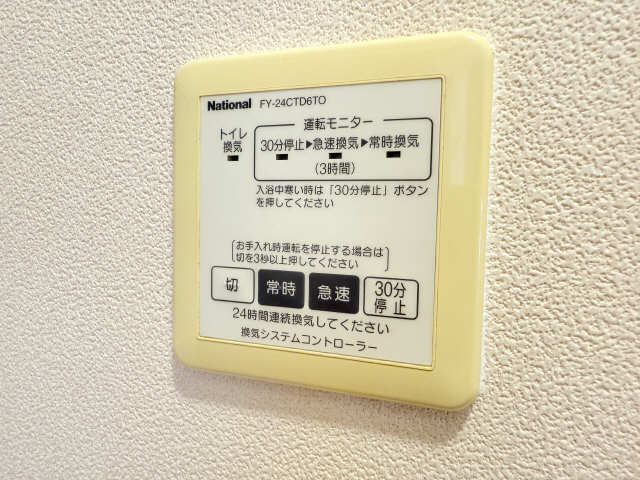 National FY-24CTD6TO
トイレ
換気
運転モニター
30分停止▶急速換気▶常時換気
(3時間)
入浴中寒い時は「30分停止」ボタン
を押してください
お手入れ時運転を停止する場合は
切を3秒以上押してください
切 常時 急速 30分
停止
24時間連続換気してください
換気システムコントローラー